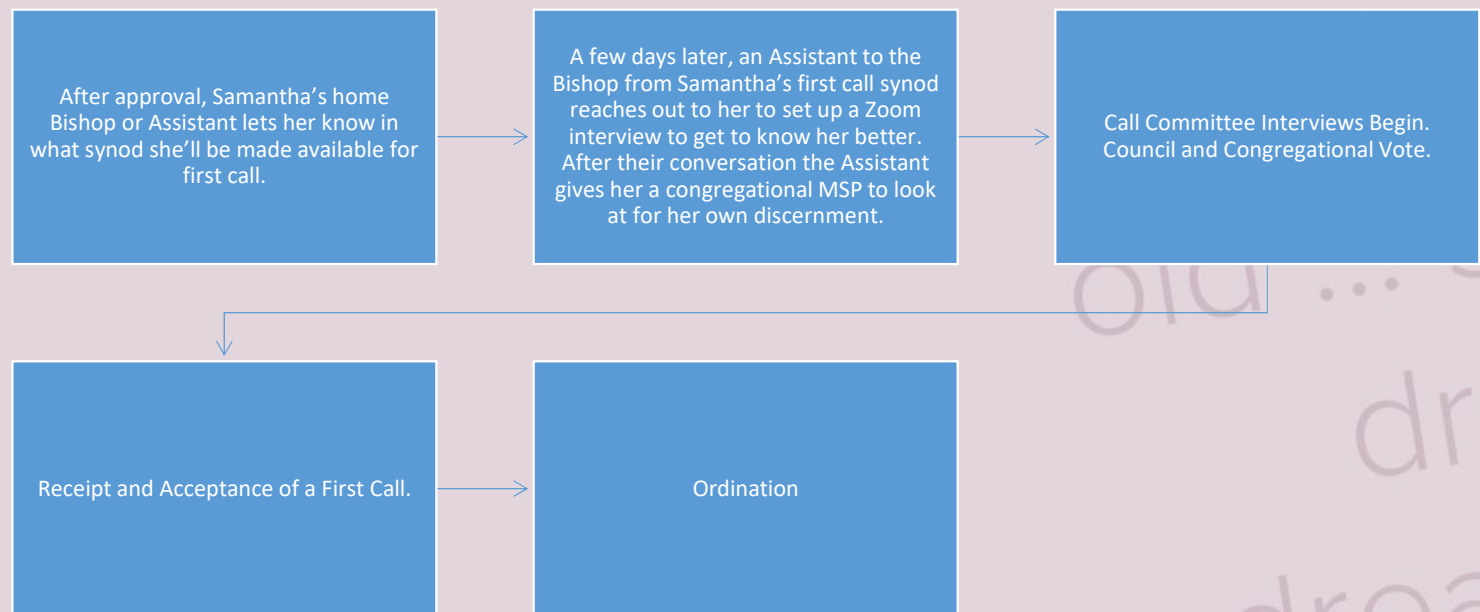 After approval, Samantha’s home
Bishop or Assistant lets her know in
what synod she’ll be made available for
first call.
A few days later, an Assistant to the
Bishop from Samantha’s first call synod
reaches out to her to set up a Zoom
interview to get to know her better.
After their conversation the Assistant
gives her a congregational MSP to look
at for her own discernment.
Call Committee Interviews Begin.
Council and Congregational Vote.
old ...
Receipt and Acceptance of a First Call.
Ordination